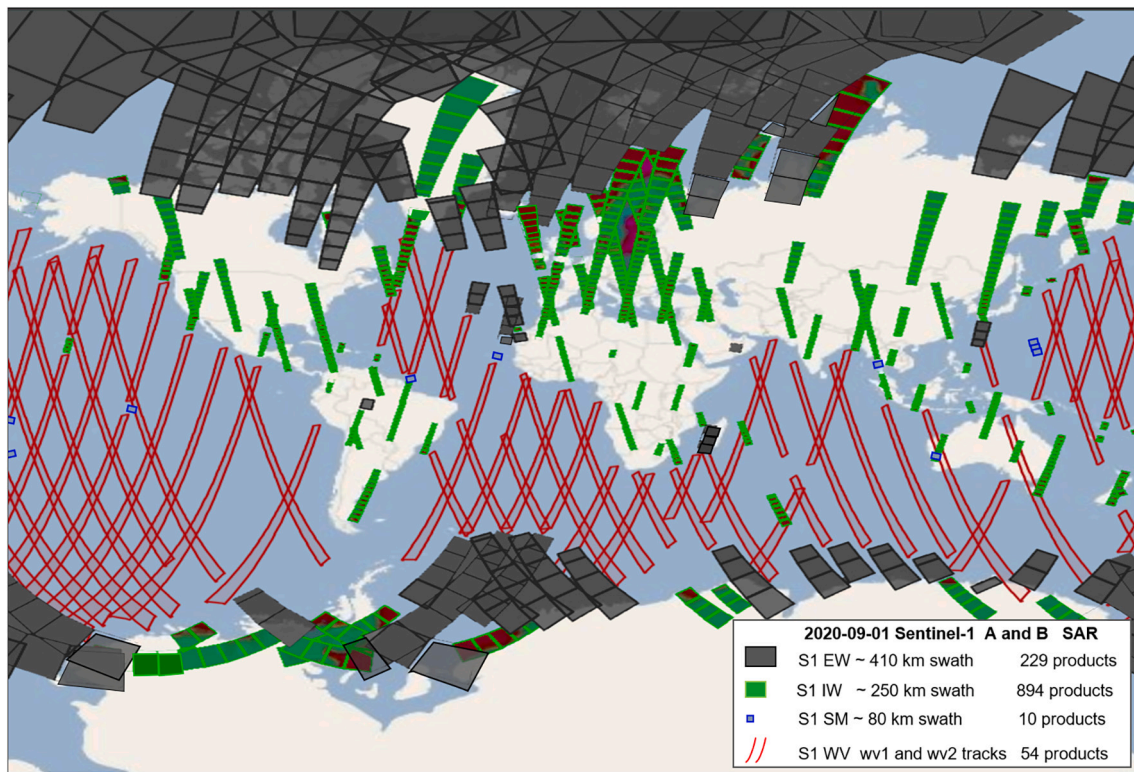 2020-09-01 Sentinel-1 A and B SAR
S1 EW ~ 410 km swath 229 products
S1 IW ~ 250 km swath 894 products
S1 SM ~ 80 km swath 10 products
S1 WV wv1 and wv2 tracks 54 products